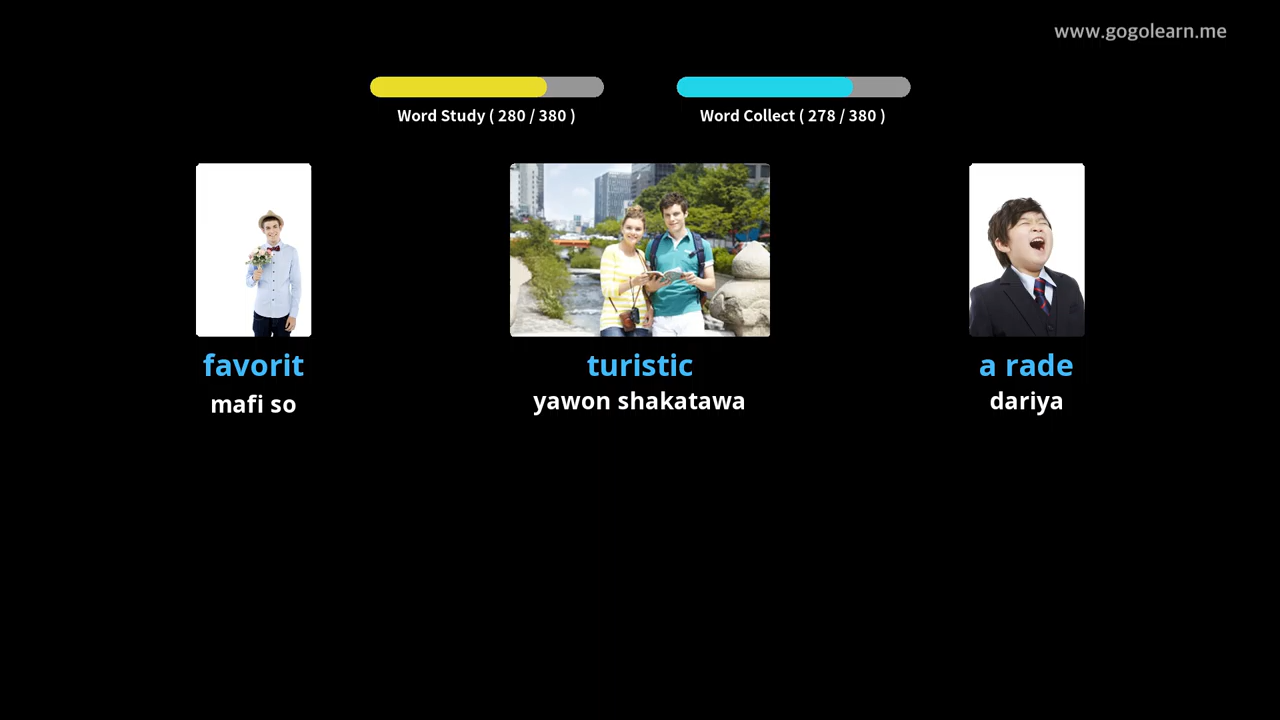 www.gogolearn.me
Word Study ( 280 / 380 )
Word Collect ( 278 / 380 )
favorit
turistic
a rade
mafi so
yawon shakatawa
dariya